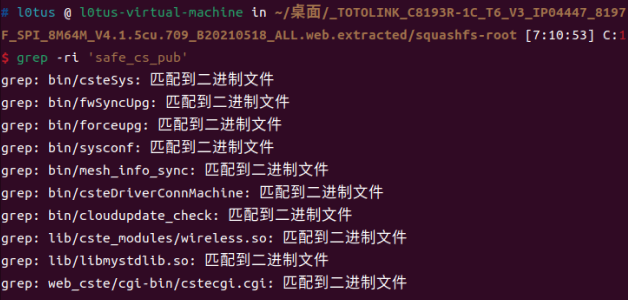 # l0tus @ l0tus-virtual-machine in ~/桌面/_TOTOLINK_C8193R-1C_T6_V3_IP04447_8197
F_SPI_8M64M_V4.1.5cu.709_B20210518_ALL.web.extracted/squashfs-root [7:10:53] C:1
$ grep -ri 'safe_cs_pub'
grep: bin/csteSys: 匹配到二进制文件
grep: bin/fwSyncUpg: 匹配到二进制文件
grep: bin/forceupg: 匹配到二进制文件
grep: bin/sysconf: 匹配到二进制文件
grep: bin/mesh_info_sync: 匹配到二进制文件
grep: bin/csteDriverConnMachine: 匹配到二进制文件
grep: bin/cloudupdate_check: 匹配到二进制文件
grep: lib/cste_modules/wireless.so: 匹配到二进制文件
grep: lib/libmystdlib.so: 匹配到二进制文件
grep: web_cste/cgi-bin/cstecgi.cgi: 匹配到二进制文件